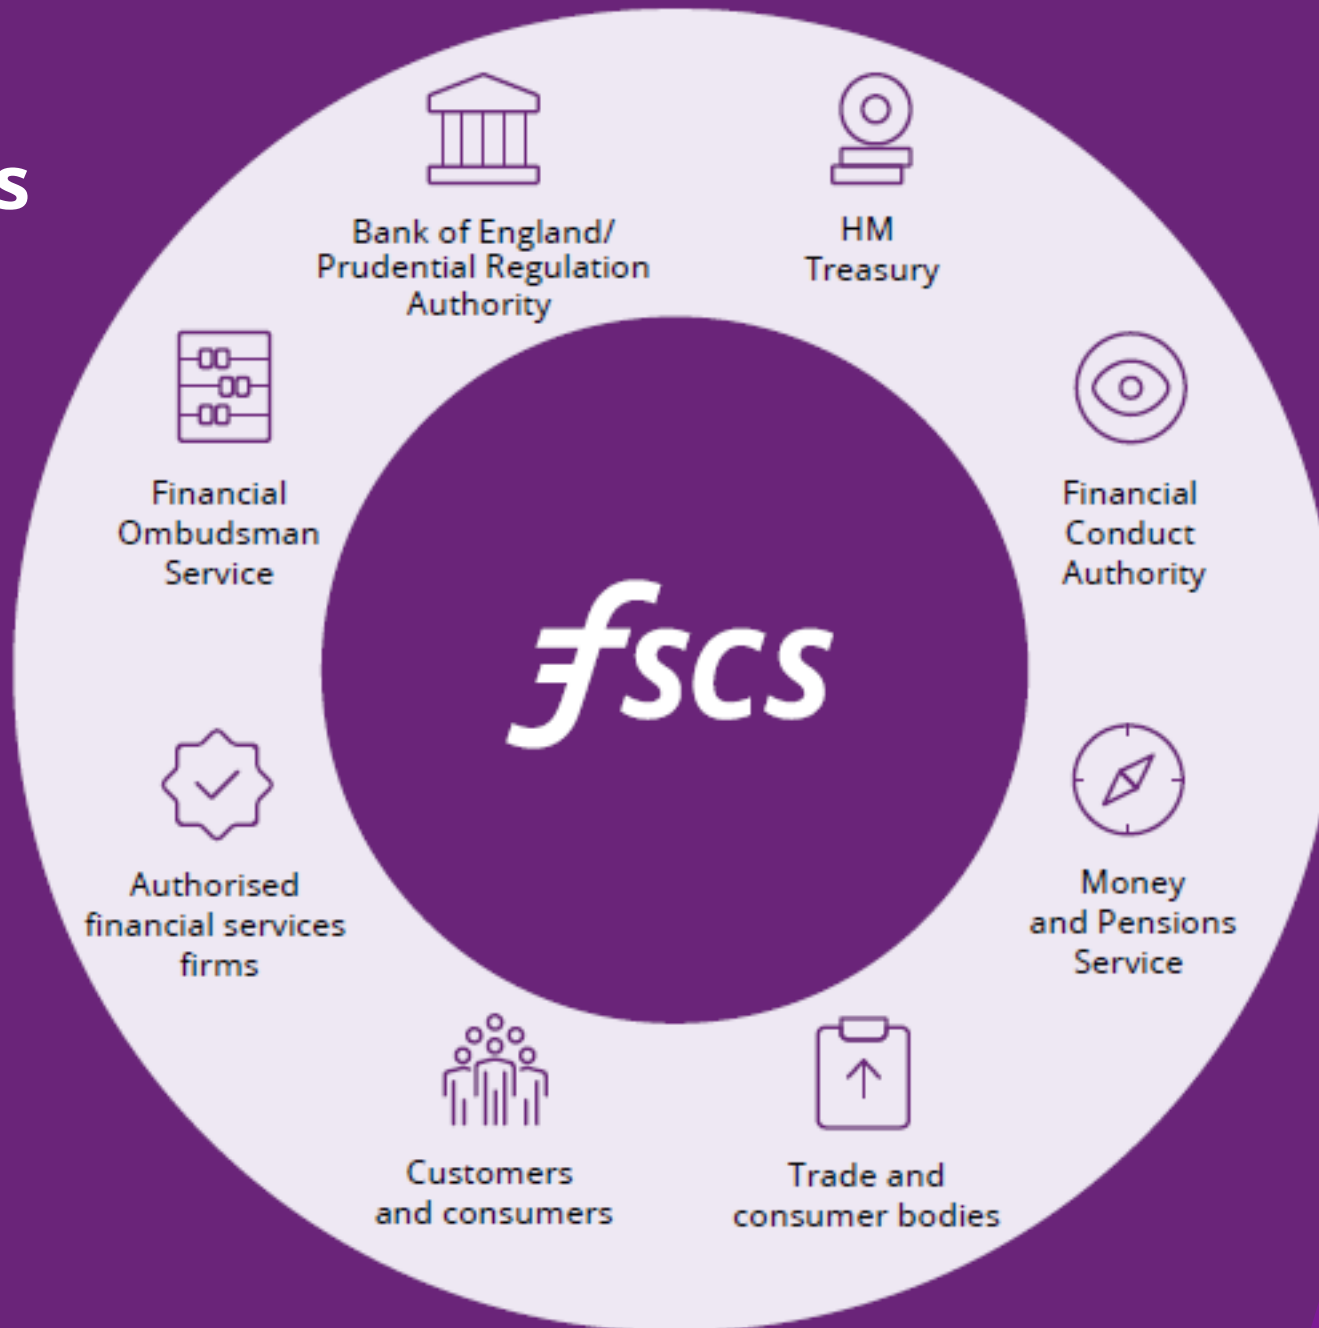 s
Bank of England/
Prudential Regulation
Authority
HM
Treasury
Financial
Ombudsman
Service
Financial
Conduct
Authority
fscs
Authorised
financial services
firms
Money
and Pensions
Service
Customers
and consumers
Trade and
consumer bodies